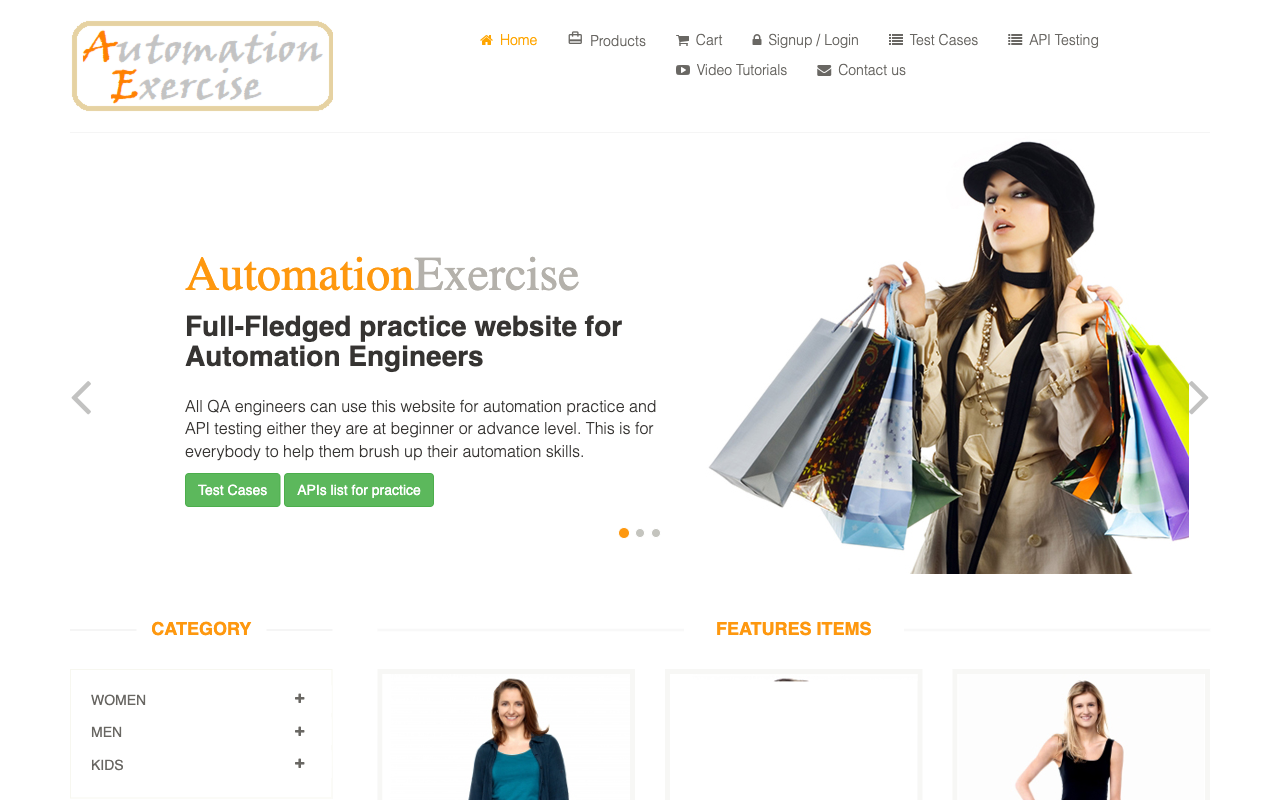 Automation
Exercise
Home
Products
Cart
Signup / Login
Test Cases
API Testing
Video Tutorials
Contact us
AutomationExercise
Full-Fledged practice website for
Automation Engineers
All QA engineers can use this website for automation practice and
API testing either they are at beginner or advance level. This is for
everybody to help them brush up their automation skills.
Test Cases
APIs list for practice
CATEGORY
FEATURES ITEMS
WOMEN
MEN
KIDS